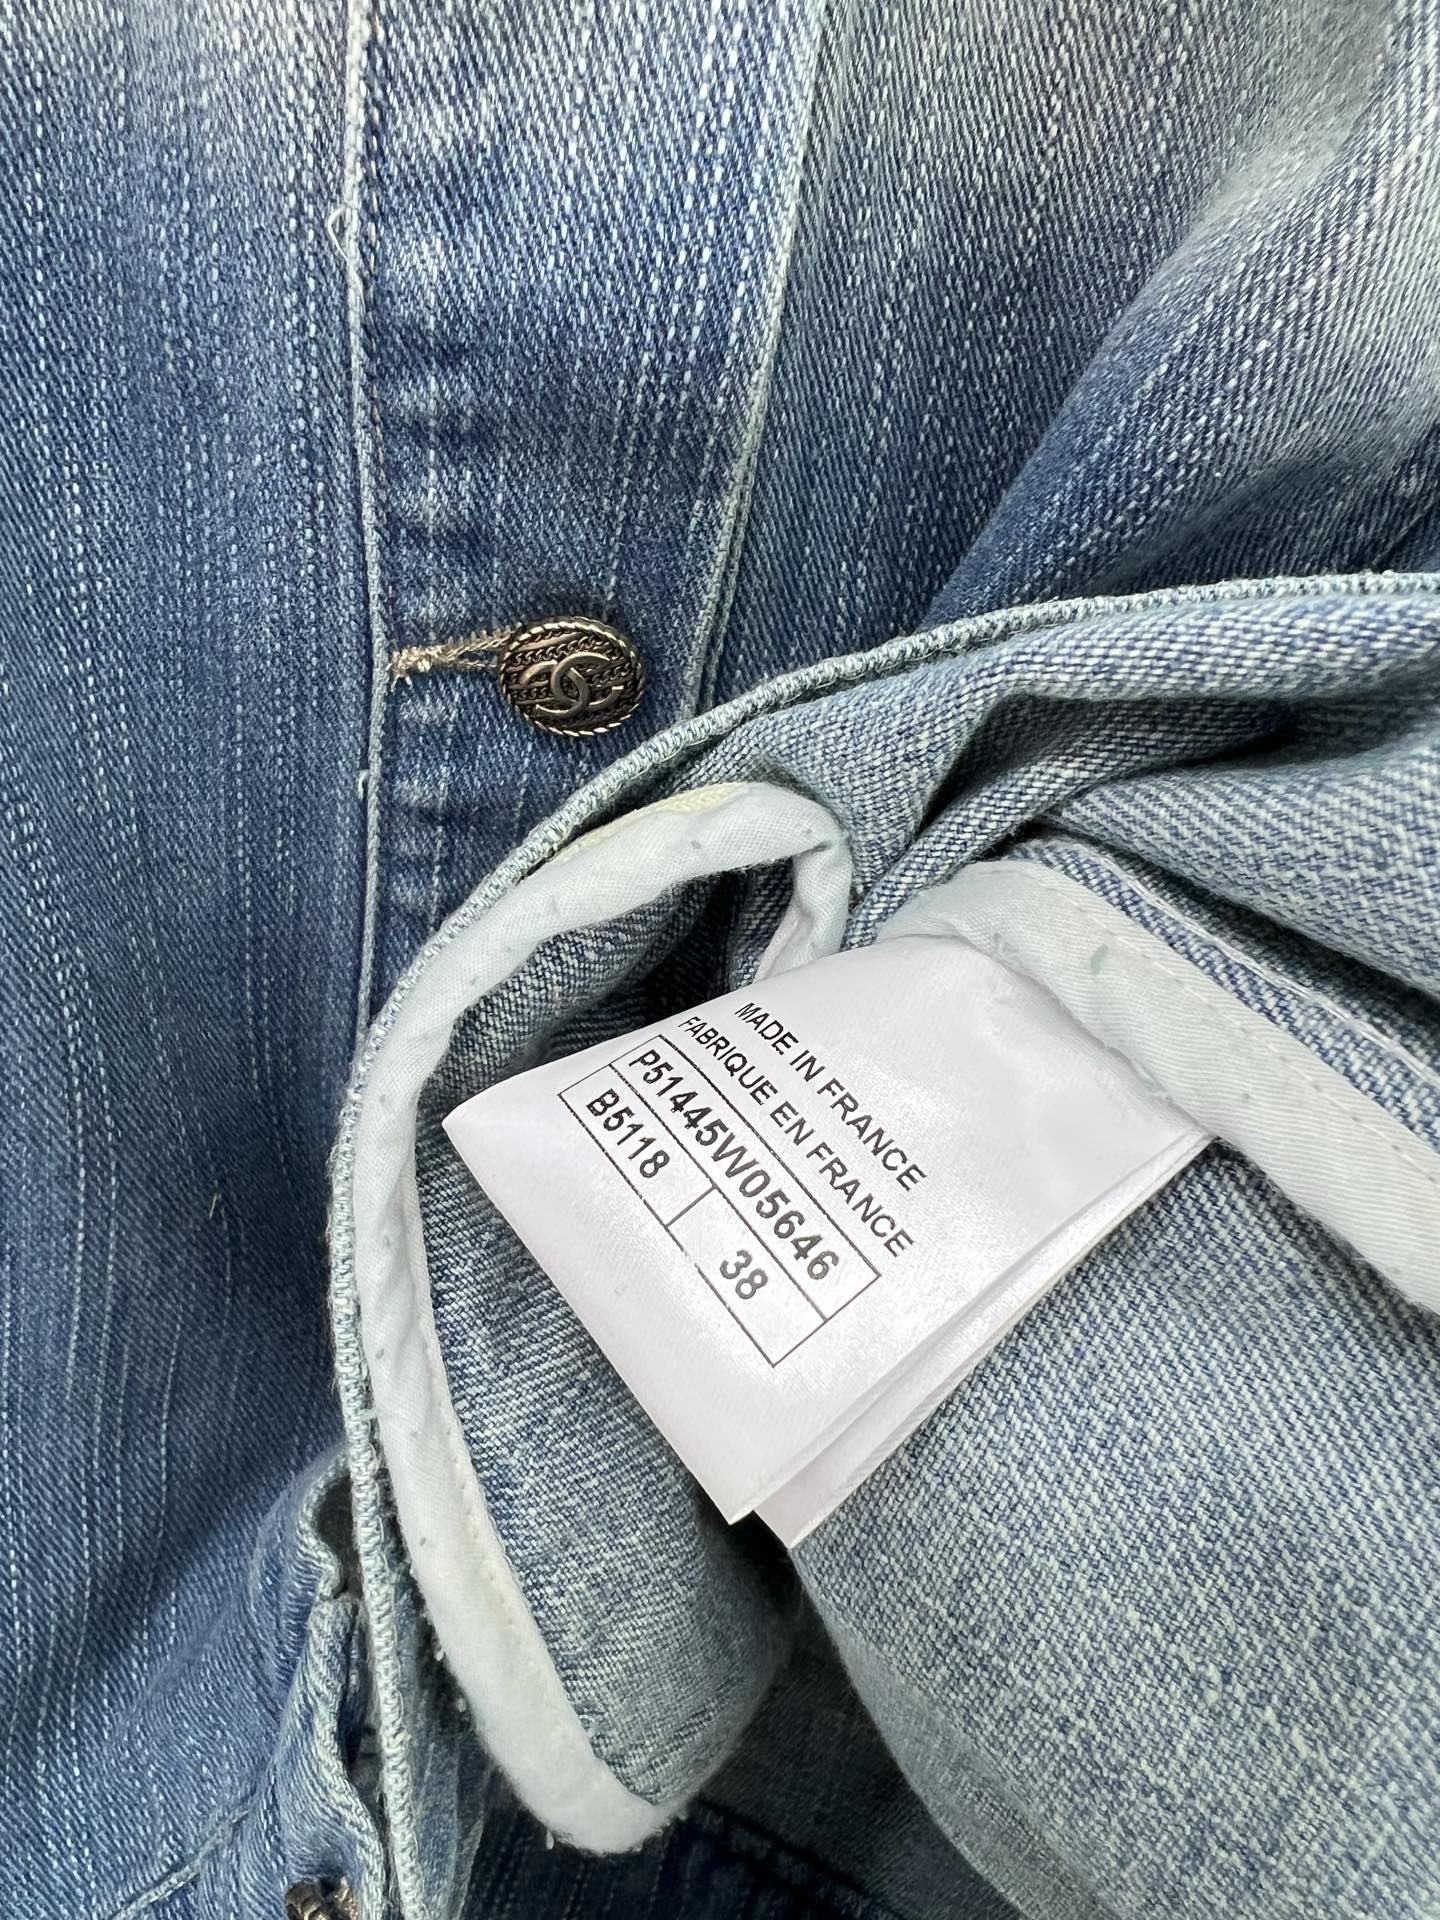 MADE IN FRANCE
FABRIQUE EN FRANCE
P51445W05646
B5118 38